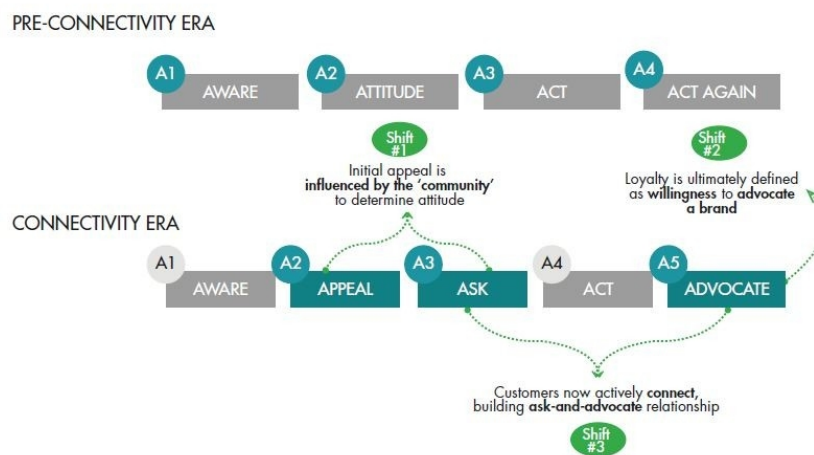 PRE-CONNECTIVITY ERA
A1 AWARE
A2 ATTITUDE
A3 ACT
A4 ACT AGAIN
Shift
#1
Initial appeal is
influenced by the ‘community’
to determine attitude
Shift
#2
Loyalty is ultimately defined
as willingness to advocate
a brand
CONNECTIVITY ERA
A1 AWARE
A2 APPEAL
A3 ASK
A4 ACT
A5 ADVOCATE
Customers now actively connect,
building ask-and-advocate relationship
Shift
#3